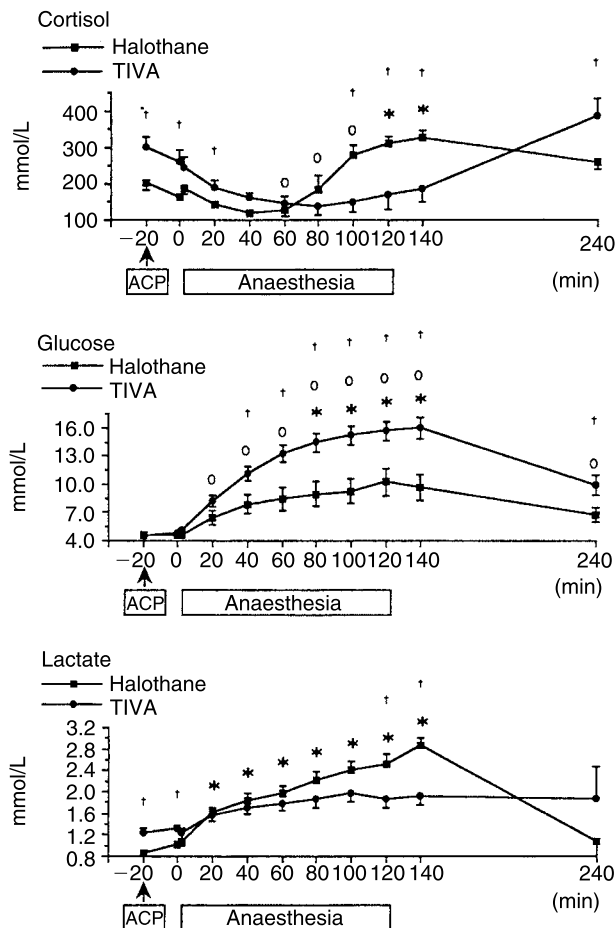 Cortisol
Halothane
TIVA
† † † † † † †
* *
o o o
mmol/L
400
300
200
100
−20 0 20 40 60 80 100 120 140 240
(min)
ACP Anaesthesia
Glucose
Halothane
TIVA
† † † † † † †
o o o o o o o o
* * * *
mmol/L
16.0
13.0
10.0
7.0
4.0
−20 0 20 40 60 80 100 120 140 240
(min)
ACP Anaesthesia
Lactate
Halothane
TIVA
† † † †
* * * * * * *
mmol/L
3.2
2.8
2.4
2.0
1.6
1.2
0.8
−20 0 20 40 60 80 100 120 140 240
(min)
ACP Anaesthesia